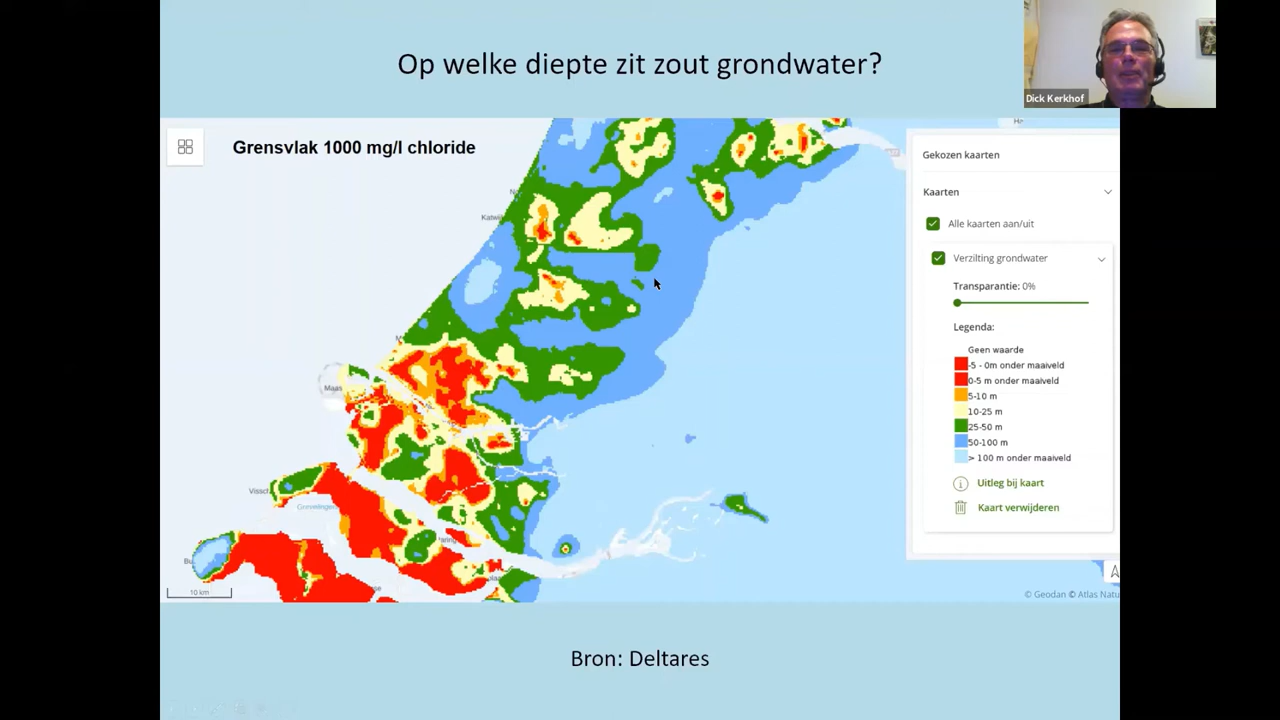 Op welke diepte zit zout grondwater?
Dick Kerkhof
Grensvlak 1000 mg/l chloride
Katwijk
Maas
10 km
Gekozen kaarten
Kaarten
Alle kaarten aan/uit
Verzilting grondwater
Transparantie: 0%
Legenda:
Geen waarde
-5 - 0m onder maaiveld
0-5 m onder maaiveld
5-10 m
10-25 m
25-50 m
50-100 m
> 100 m onder maaiveld
Uitleg bij kaart
Kaart verwijderen
© Geodan © Atlas Natu
Bron: Deltares